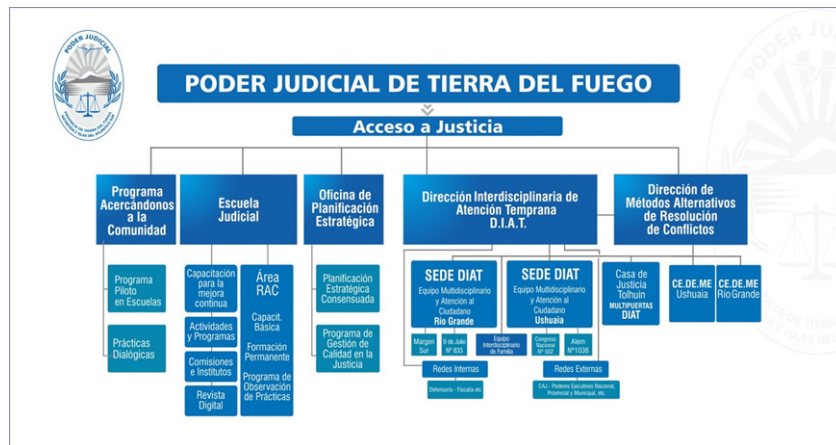 PODER JUDICIAL
PODER JUDICIAL DE TIERRA DEL FUEGO
Acceso a Justicia
Programa
Acercándonos
a la
Comunidad
Escuela
Judicial
Oficina de
Planificación
Estratégica
Dirección Interdisciplinaria de
Atención Temprana
D.I.A.T.
Dirección de
Métodos Alternativos
de Resolución
de Conflictos
Programa
Piloto
en Escuelas
Prácticas
Dialógicas
Capacitación
para la
mejora
contínua
Actividades
y Programas
Comisiones
e Institutos
Revista
Digital
Área
RAC
Capacit.
Básica
Formación
Permanente
Programa de
Observación
de Prácticas
Planificación
Estratégica
Consensuada
Programa de
Gestión de
Calidad en la
Justicia
SEDE DIAT
Equipo Multidisciplinario
y Atención al
Ciudadano
Río Grande
SEDE DIAT
Equipo Multidisciplinario
y Atención al
Ciudadano
Ushuaia
Casa de
Justicia
Tolhuin
MULTIPUERTAS
DIAT
CE.DE.ME
Ushuaia
CE.DE.ME
Río Grande
Margen
Sur
9 de Julio
Nº 833
Equipo
Interdisciplinario
de Familia
Congreso
Nacional
Nº 502
Alem
Nº1036
Redes Internas
Redes Externas
Defensoría - Fiscalía etc
CAJ - Poderes Ejecutivos Nacional,
Provincial y Municipal, etc.